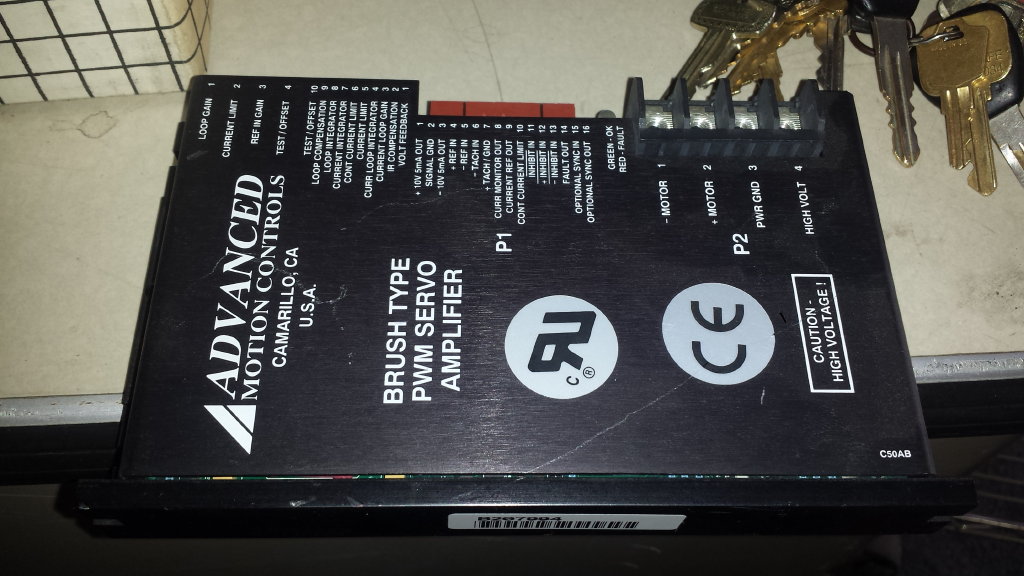 LOOP GAIN 1
CURRENT LIMIT 2
REF IN GAIN 3
TEST / OFFSET 4
TEST / OFFSET 10
LOOP COMPENSATION 9
CURRENT INTEGRATOR 8
CURRENT INTEGRATOR 7
CONT CURRENT LIMIT 6
CURRENT LIMIT 5
CURR LOOP INTEGRATOR 4
CURRENT LOOP GAIN 3
IR COMPENSATION 2
VOLT FEEDBACK 1
+ 10V 5mA OUT 1
SIGNAL GND 2
- 10V 5mA OUT 3
+ REF IN 4
- REF IN 5
- TACH IN 6
+ TACH / GND 7
CURR MONITOR OUT 8
CURRENT REF OUT 9
CONT CURRENT LIMIT 10
INHIBIT 11
+ INHIBIT IN 12
- INHIBIT IN 13
FAULT OUT 14
OPTIONAL SYNC IN 15
OPTIONAL SYNC OUT 16
GREEN - OK
RED - FAULT
- MOTOR 1
+ MOTOR 2
PWR GND 3
HIGH VOLT 4
P1
P2
ADVANCED
MOTION CONTROLS
CAMARILLO, CA
U.S.A.
BRUSH TYPE
PWM SERVO
AMPLIFIER
c RU ®
CE
CAUTION -
HIGH VOLTAGE !
C50AB